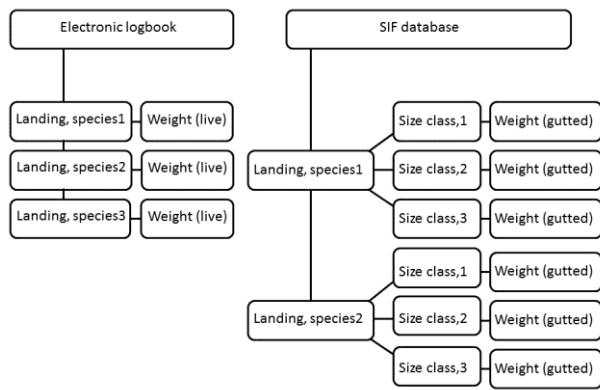 Electronic logbook
Landing, species1
Weight (live)
Landing, species2
Weight (live)
Landing, species3
Weight (live)
SIF database
Landing, species1
Size class,1
Weight (gutted)
Size class,2
Weight (gutted)
Size class,3
Weight (gutted)
Landing, species2
Size class,1
Weight (gutted)
Size class,2
Weight (gutted)
Size class,3
Weight (gutted)